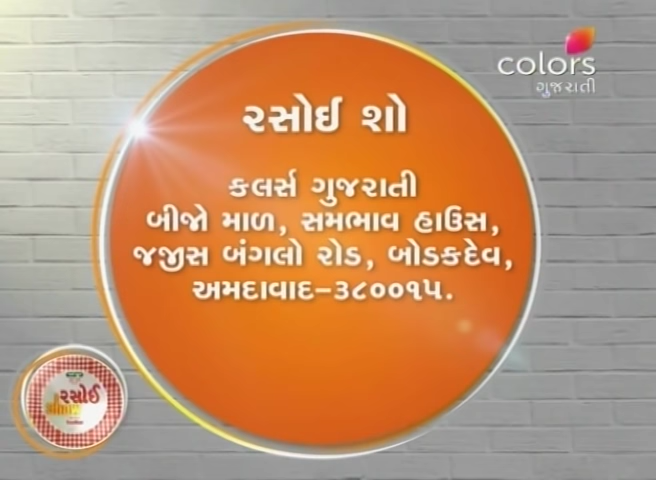 colors
ગુજરાતી
રસોઈ શો
કલર્સ ગુજરાતી
બીજો માળ, સમભાવ હાઉસ,
જજીસ બંગલો રોડ, બોડકદેવ,
અમદાવાદ-૩૮૦૦૧૫.
રસોઈ